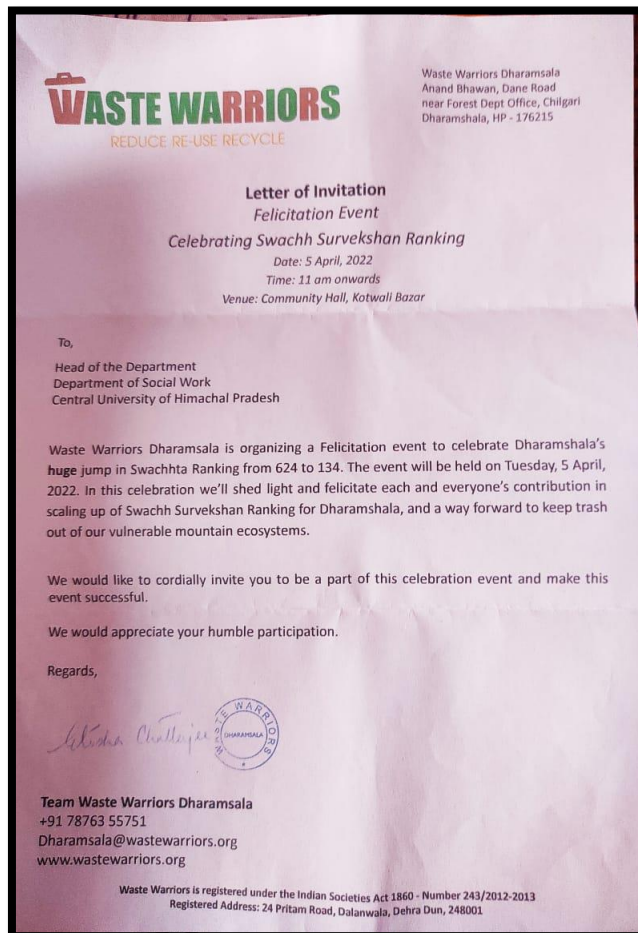 WASTE WARRIORS
REDUCE RE-USE RECYCLE
Waste Warriors Dharamsala
Anand Bhawan, Dane Road
near Forest Dept Office, Chilgari
Dharamshala, HP - 176215
Letter of Invitation
Felicitation Event
Celebrating Swachh Survekshan Ranking
Date: 5 April, 2022
Time: 11 am onwards
Venue: Community Hall, Kotwali Bazar
To,
Head of the Department
Department of Social Work
Central University of Himachal Pradesh
Waste Warriors Dharamsala is organizing a Felicitation event to celebrate Dharamshala's
huge jump in Swachhta Ranking from 624 to 134. The event will be held on Tuesday, 5 April,
2022. In this celebration we'll shed light and felicitate each and everyone's contribution in
scaling up of Swachh Survekshan Ranking for Dharamshala, and a way forward to keep trash
out of our vulnerable mountain ecosystems.
We would like to cordially invite you to be a part of this celebration event and make this
event successful.
We would appreciate your humble participation.
Regards,
WASTE WARRIORS
DHARAMSALA
Team Waste Warriors Dharamsala
+91 78763 55751
Dharamsala@wastewarriors.org
www.wastewarriors.org
Waste Warriors is registered under the Indian Societies Act 1860 - Number 243/2012-2013
Registered Address: 24 Pritam Road, Dalanwala, Dehra Dun, 248001